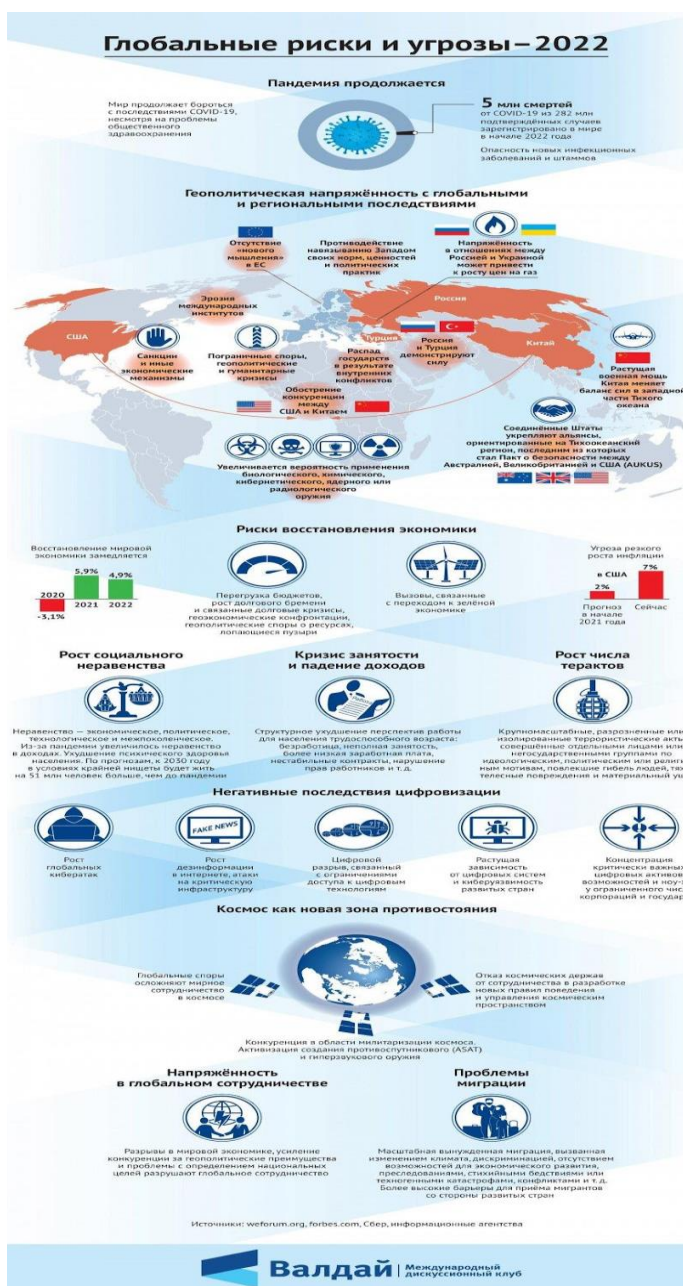 Глобальные риски и угрозы–2022
Пандемия продолжается
Мир продолжает бороться
с последствиями COVID-19,
несмотря на проблемы
общественного
здравоохранения
5 млн смертей
от COVID-19 из 282 млн
подтверждённых случаев
зарегистрировано в мире
в начале 2022 года
Опасность новых инфекционных
заболеваний и штаммов
Геополитическая напряжённость с глобальными
и региональными последствиями
Отсутствие
«нового
мышления»
в ЕС
Противодействие
навязыванию Западом
своих норм, ценностей
и политических
практик
Напряжённость
в отношениях между
Россией и Украиной
может привести
к росту цен на газ
Эрозия
международных
институтов
Россия
США
Турция
Китай
Санкции
и иные
экономические
механизмы
Пограничные споры,
геополитические
и гуманитарные
кризисы
Распад
государств
в результате
внутренних
конфликтов
Россия
и Турция
демонстрируют
силу
Растущая
военная мощь
Китая меняет
баланс сил в западной
части Тихого
океана
Обострение
конкуренции
между
США и Китаем
Соединённые Штаты
укрепляют альянсы,
ориентированные на Тихоокеанский
регион, последним из которых
стал Пакт о безопасности между
Австралией, Великобританией и США (AUKUS)
Увеличивается вероятность применения
биологического, химического,
кибернетического, ядерного или
радиологического
оружия
Риски восстановления экономики
Восстановление мировой
экономики замедляется
2020
-3,1%
5,9%
2021
4,9%
2022
Перегрузка бюджетов,
рост долгового бремени
и связанные долговые кризисы,
геоэкономические конфронтации,
геополитические споры о ресурсах,
лопающиеся пузыри
Вызовы, связанные
с переходом к зелёной
экономике
Угроза резкого
роста инфляции
в США
2%
7%
Прогноз
в начале
2021 года
Сейчас
Рост социального
неравенства
Неравенство — экономическое, политическое,
технологическое и межпоколенческое.
Из-за пандемии увеличилось неравенство
в доходах. Ухудшение психического здоровья
населения. По прогнозам, к 2030 году
в условиях крайней нищеты будет жить
на 51 млн человек больше, чем до пандемии
Кризис занятости
и падение доходов
Структурное ухудшение перспектив работы
для населения трудоспособного возраста:
безработица, неполная занятость,
более низкая заработная плата,
нестабильные контракты, нарушение
прав работников и т.д.
Рост числа
терактов
Крупномасштабные, разрозненные или
изолированные террористические акты
совершённые отдельными лицами или
негосударственными группами по
идеологическим, политическим или религи
ным мотивам, повлекшие гибель людей, тяж
телесные повреждения и материальный ущ
Негативные последствия цифровизации
Рост
глобальных
кибератак
FAKE NEWS
Рост
дезинформации
в интернете, атаки
на критическую
инфраструктуру
Цифровой
разрыв, связанный
с ограничениями
доступа к цифровым
технологиям
Растущая
зависимость
от цифровых систем
и киберуязвимость
развитых стран
Концентрация
критически важных
цифровых активов
возможностей и ноу-х
у ограниченного числ
корпораций и государ
Космос как новая зона противостояния
Глобальные споры
осложняют мирное
сотрудничество
в космосе
Отказ космических держав
от сотрудничества в разработке
новых правил поведения
и управления космическим
пространством
Конкуренция в области милитаризации космоса.
Активизация создания противоспутникового (ASAT)
и гиперзвукового оружия
Напряжённость
в глобальном сотрудничестве
Разрывы в мировой экономике, усиление
конкуренции за геополитические преимущества
и проблемы с определением национальных
целей разрушают глобальное сотрудничество
Проблемы
миграции
Масштабная вынужденная миграция, вызванная
изменением климата, дискриминацией, отсутствием
возможностей для экономического развития,
преследованиями, стихийными бедствиями или
техногенными катастрофами, конфликтами и т. д.
Более высокие барьеры для приёма мигрантов
со стороны развитых стран
Источники: weforum.org, forbes.com, Сбер, информационные агентства
Валдай
Международный
дискуссионный клуб